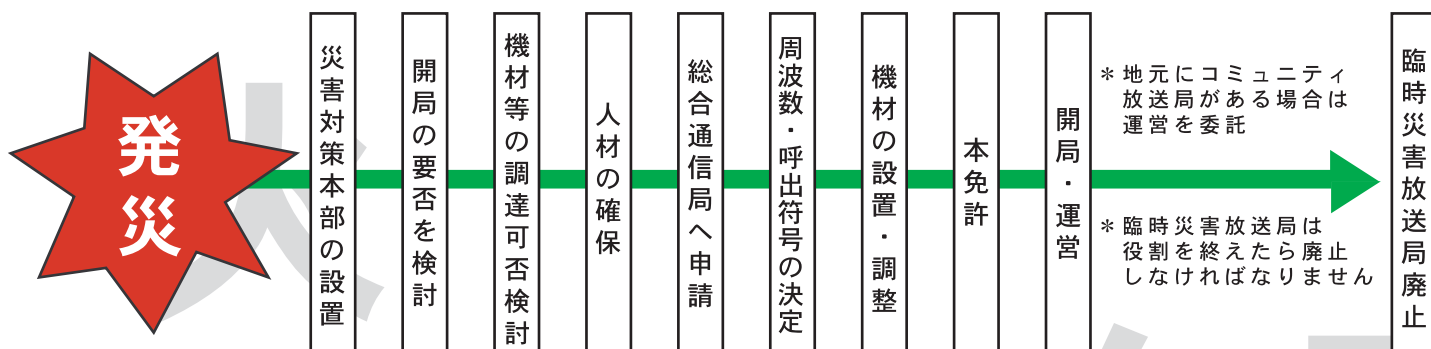 発災
災害対策本部の設置
開局の要否を検討
機材等の調達可否検討
人材の確保
総合通信局へ申請
周波数・呼出符号の決定
機材の設置・調整
本免許
開局・運営
＊地元にコミュニティ
放送局がある場合は
運営を委託
＊臨時災害放送局は
役割を終えたら廃止
しなければなりません
臨時災害放送局廃止